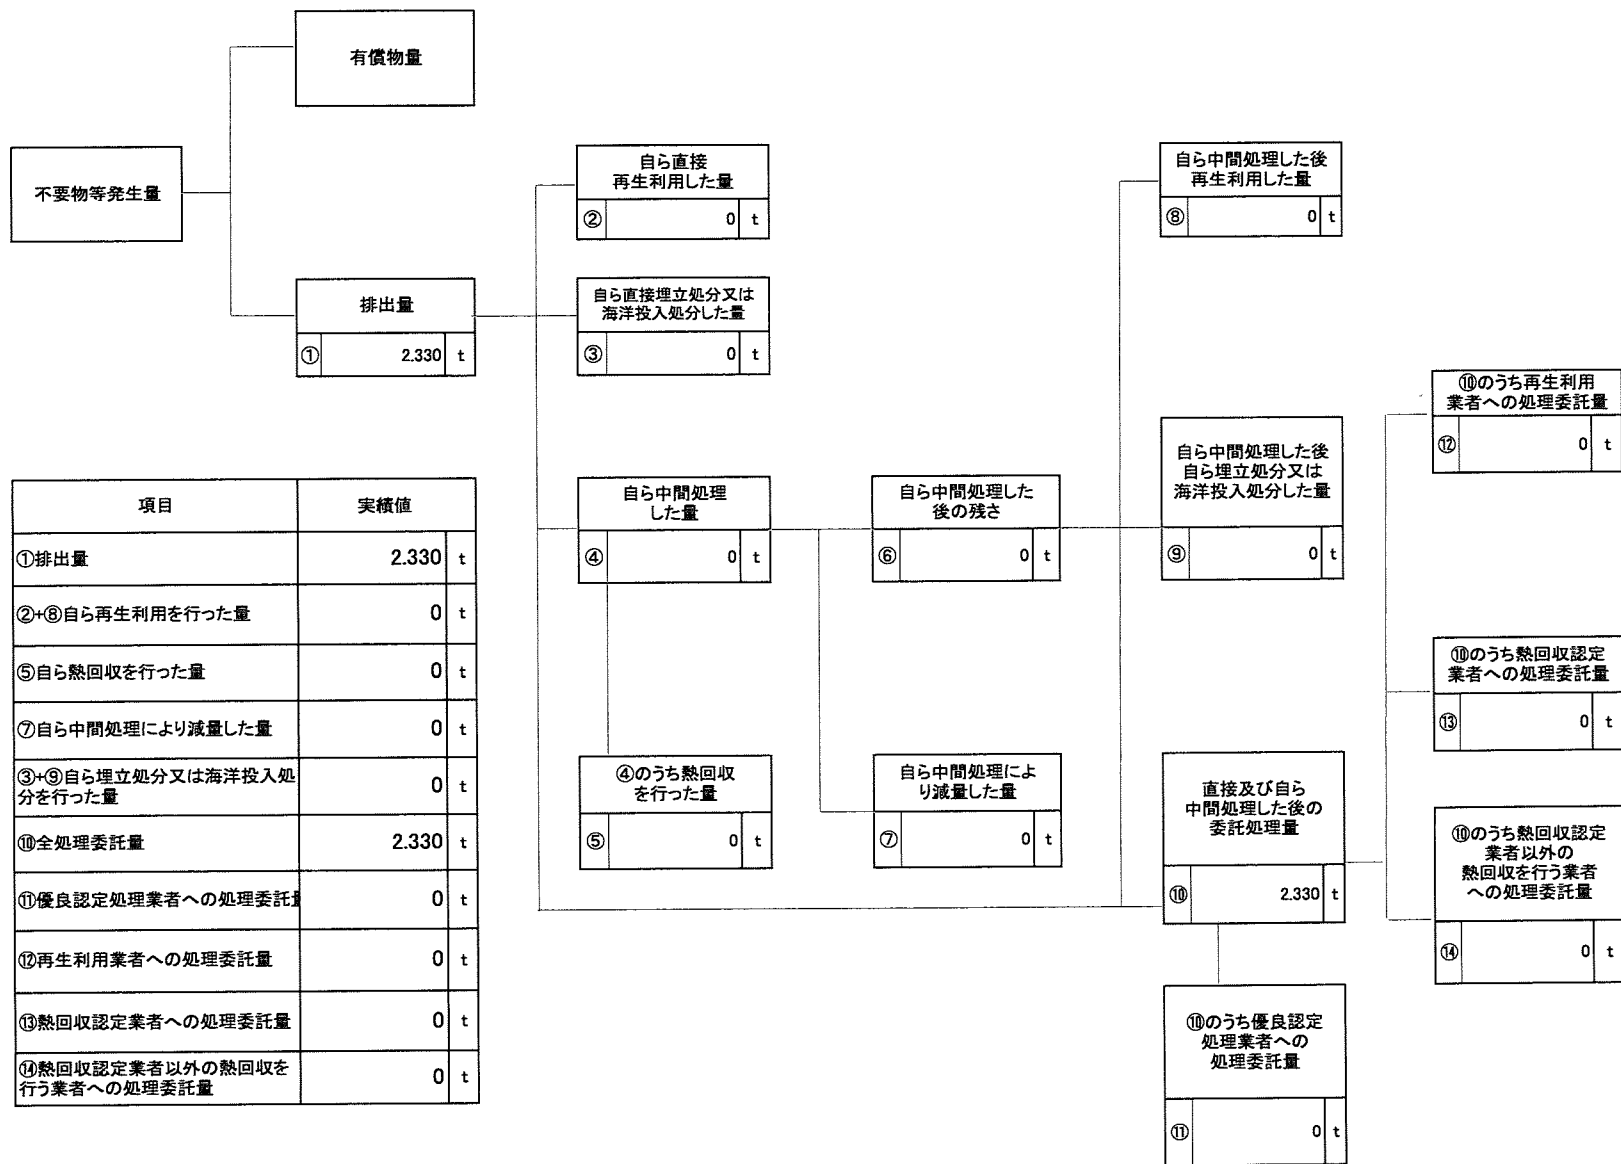 有償物量
不要物等発生量
排出量
① 2.330 t
自ら直接
再生利用した量
② 0 t
自ら直接埋立処分又は
海洋投入処分した量
③ 0 t
自ら中間処理
した量
④ 0 t
④のうち熱回収
を行った量
⑤ 0 t
自ら中間処理した
後の残さ
⑥ 0 t
自ら中間処理によ
り減量した量
⑦ 0 t
自ら中間処理した後
再生利用した量
⑧ 0 t
自ら中間処理した後
自ら埋立処分又は
海洋投入処分した量
⑨ 0 t
直接及び自ら
中間処理した後の
委託処理量
⑩ 2.330 t
⑩のうち優良認定
処理業者への
処理委託量
⑪ 0 t
⑩のうち再生利用
業者への処理委託量
⑫ 0 t
⑩のうち熱回収認定
業者への処理委託量
⑬ 0 t
⑩のうち熱回収認定
業者以外の
熱回収を行う業者
への処理委託量
⑭ 0 t
項目 実績値
①排出量 2.330 t
②+⑧自ら再生利用を行った量 0 t
⑤自ら熱回収を行った量 0 t
⑦自ら中間処理により減量した量 0 t
③+⑨自ら埋立処分又は海洋投入処
分を行った量 0 t
⑩全処理委託量 2.330 t
⑪優良認定処理業者への処理委託量 0 t
⑫再生利用業者への処理委託量 0 t
⑬熱回収認定業者への処理委託量 0 t
⑭熱回収認定業者以外の熱回収を
行う業者への処理委託量 0 t